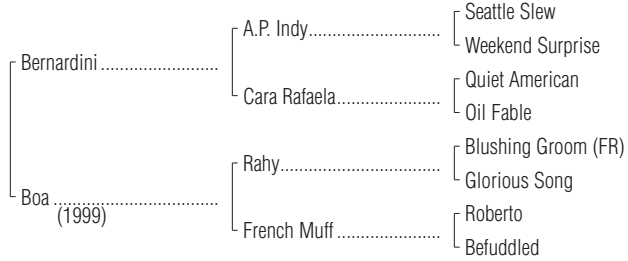 Seattle Slew
A.P. Indy
Weekend Surprise
Bernardini
Quiet American
Cara Rafaela
Oil Fable
Blushing Groom (FR)
Rahy
Glorious Song
Boa
(1999)
Roberto
French Muff
Befuddled